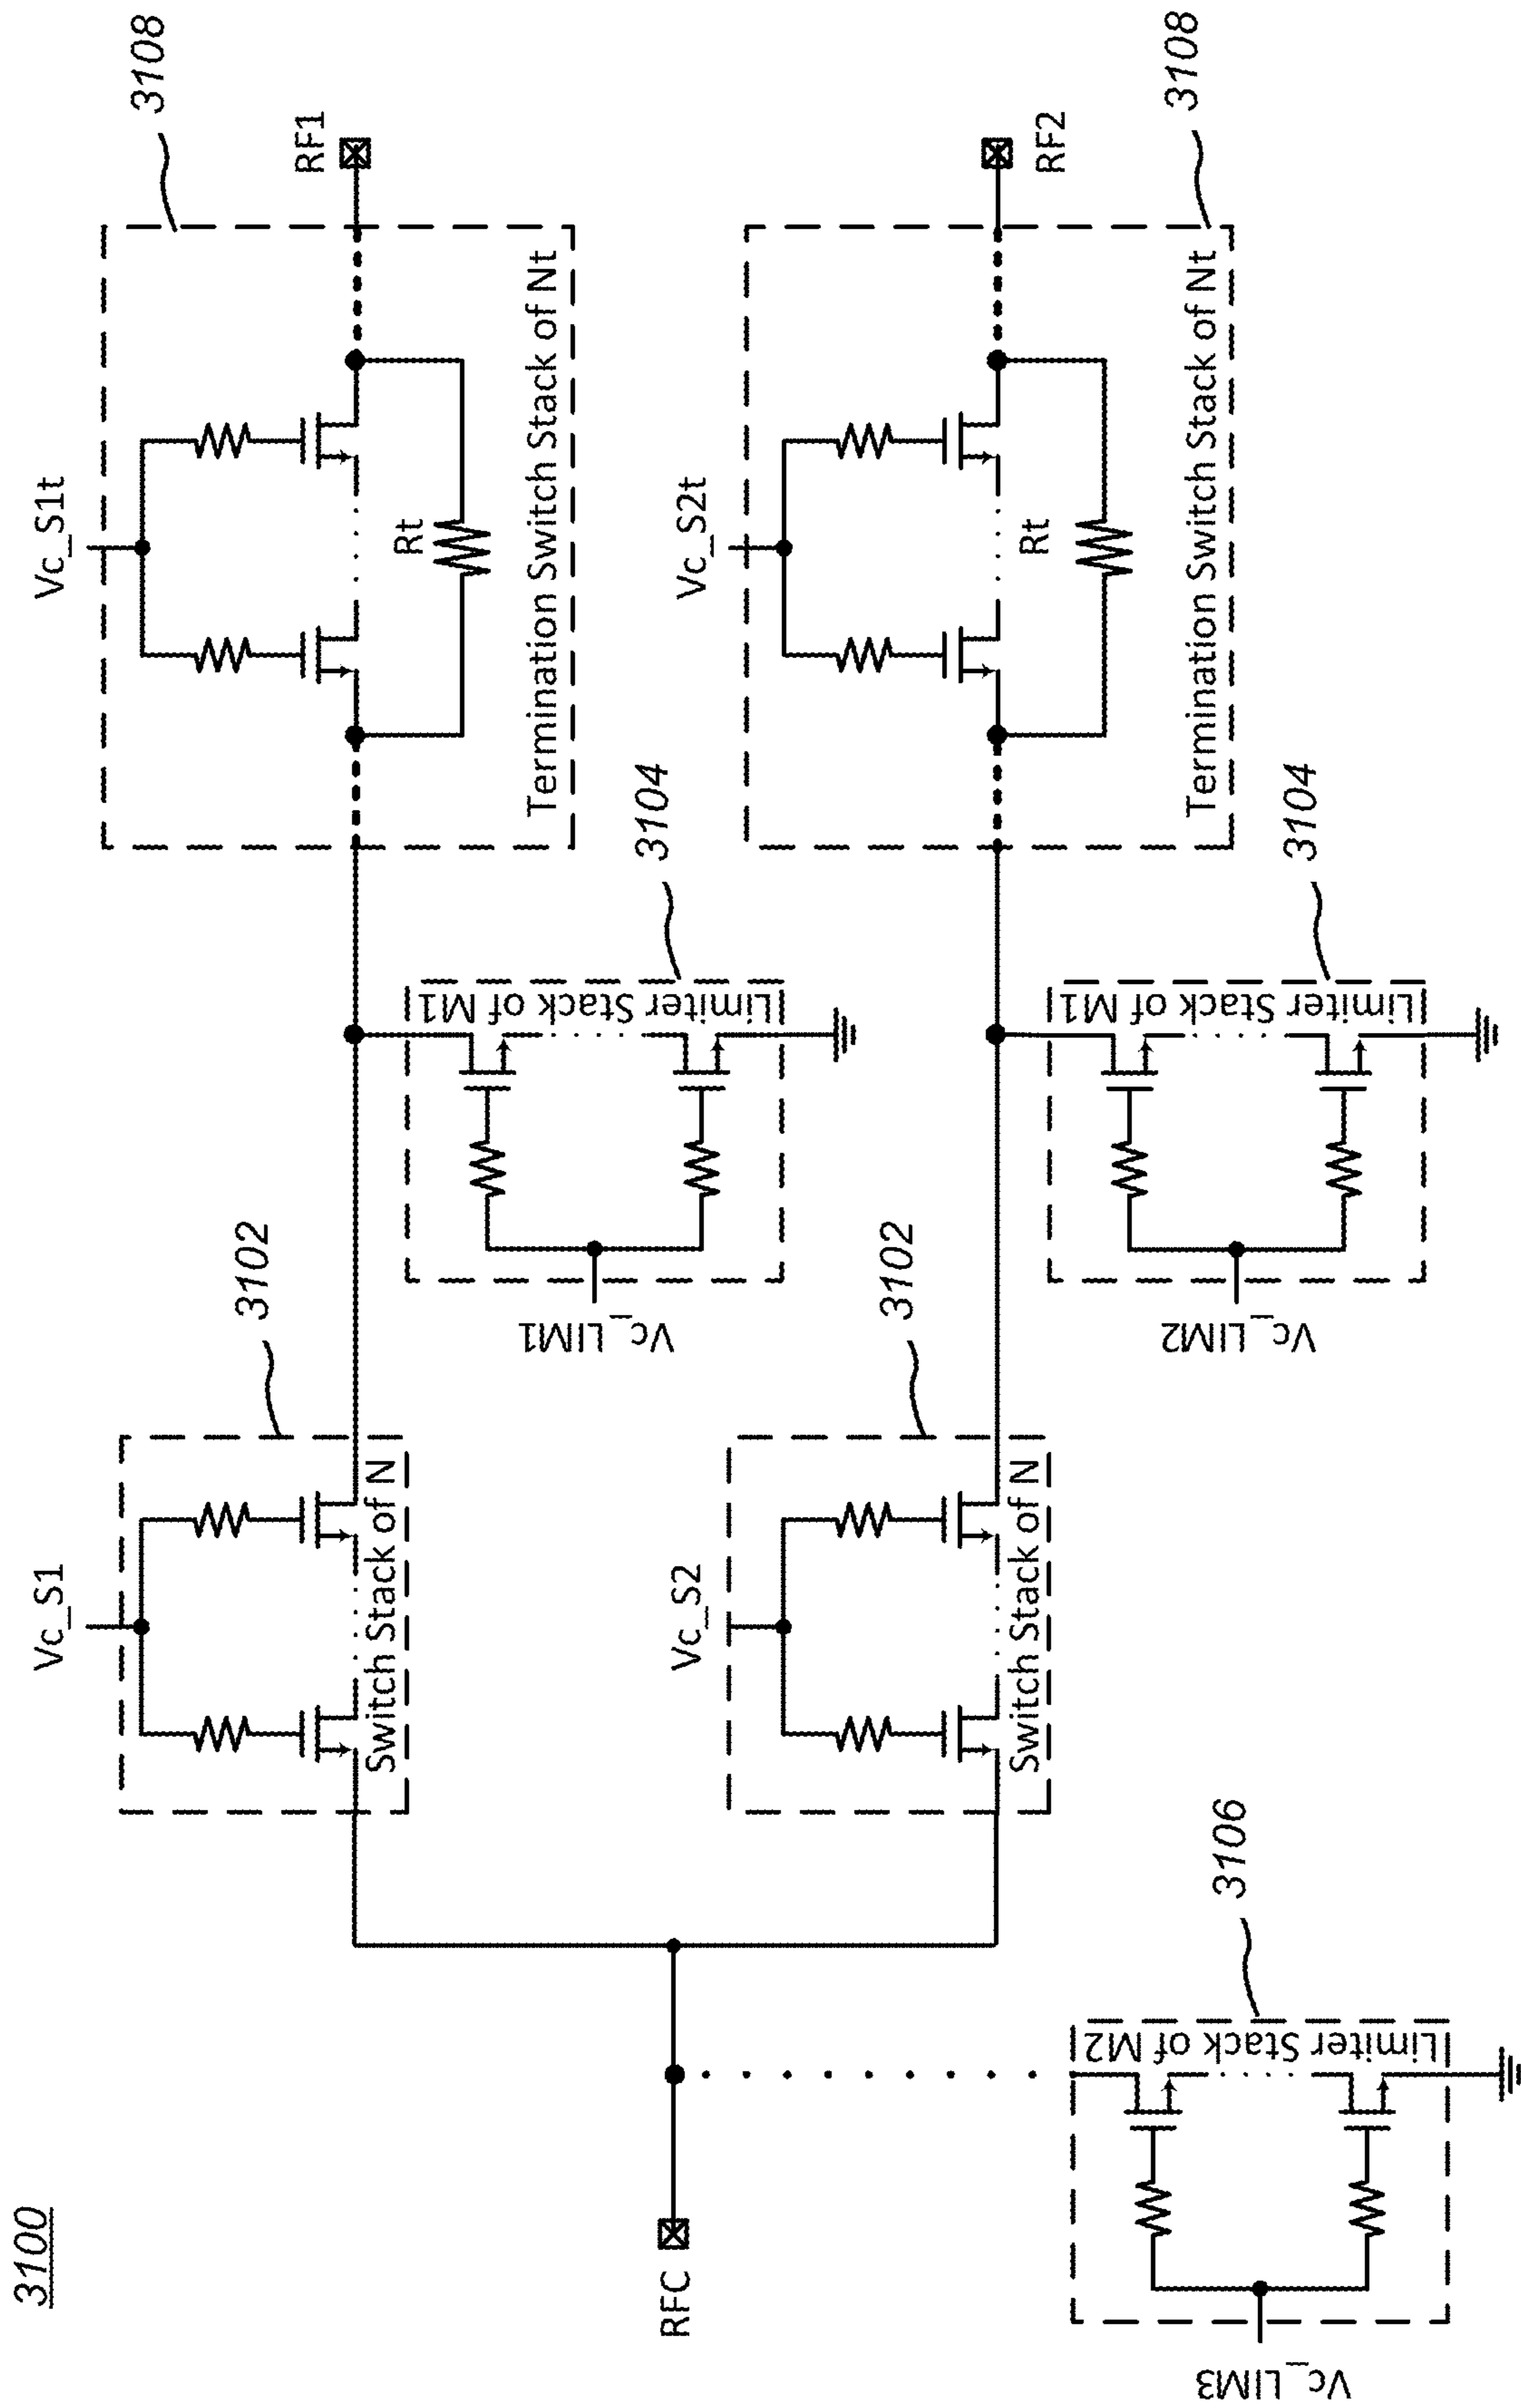 3100
Vc_S1
Switch Stack of N
3102
Vc_S1t
Rt
Termination Switch Stack of Nt
3108
RF1
Vc_LIM1
Limiter Stack of M1
3104
RFC
Vc_S2
Switch Stack of N
3102
Vc_S2t
Rt
Termination Switch Stack of Nt
3108
RF2
Vc_LIM2
Limiter Stack of M1
3104
Vc_LIM3
Limiter Stack of M2
3106